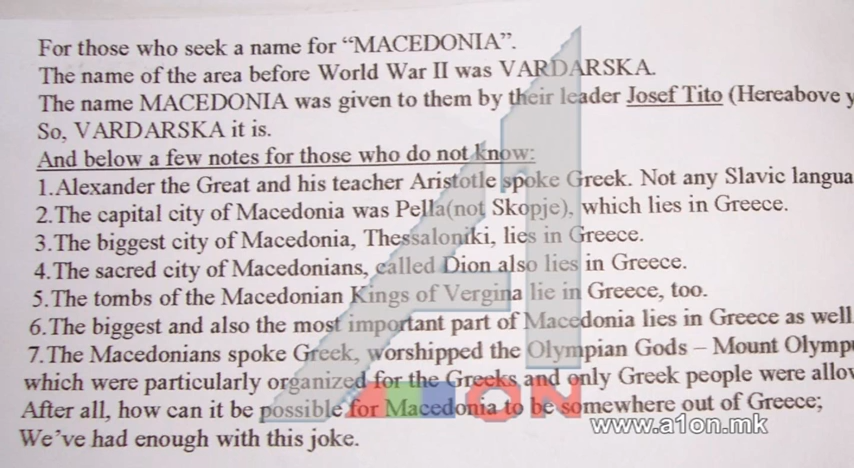 For those who seek a name for “MACEDONIA”.
The name of the area before World War II was VARDARSKA.
The name MACEDONIA was given to them by their leader Josef Tito (Hereabove y
So, VARDARSKA it is.
And below a few notes for those who do not know:
1.Alexander the Great and his teacher Aristotle spoke Greek. Not any Slavic langua
2.The capital city of Macedonia was Pella(not Skopje), which lies in Greece.
3.The biggest city of Macedonia, Thessaloniki, lies in Greece.
4.The sacred city of Macedonians, called Dion also lies in Greece.
5.The tombs of the Macedonian Kings of Vergina lie in Greece, too.
6.The biggest and also the most important part of Macedonia lies in Greece as well
7.The Macedonians spoke Greek, worshipped the Olympian Gods – Mount Olymp
which were particularly organized for the Greeks and only Greek people were allow
After all, how can it be possible for Macedonia to be somewhere out of Greece;
We’ve had enough with this joke.
A1
A1 ON
www.a1on.mk